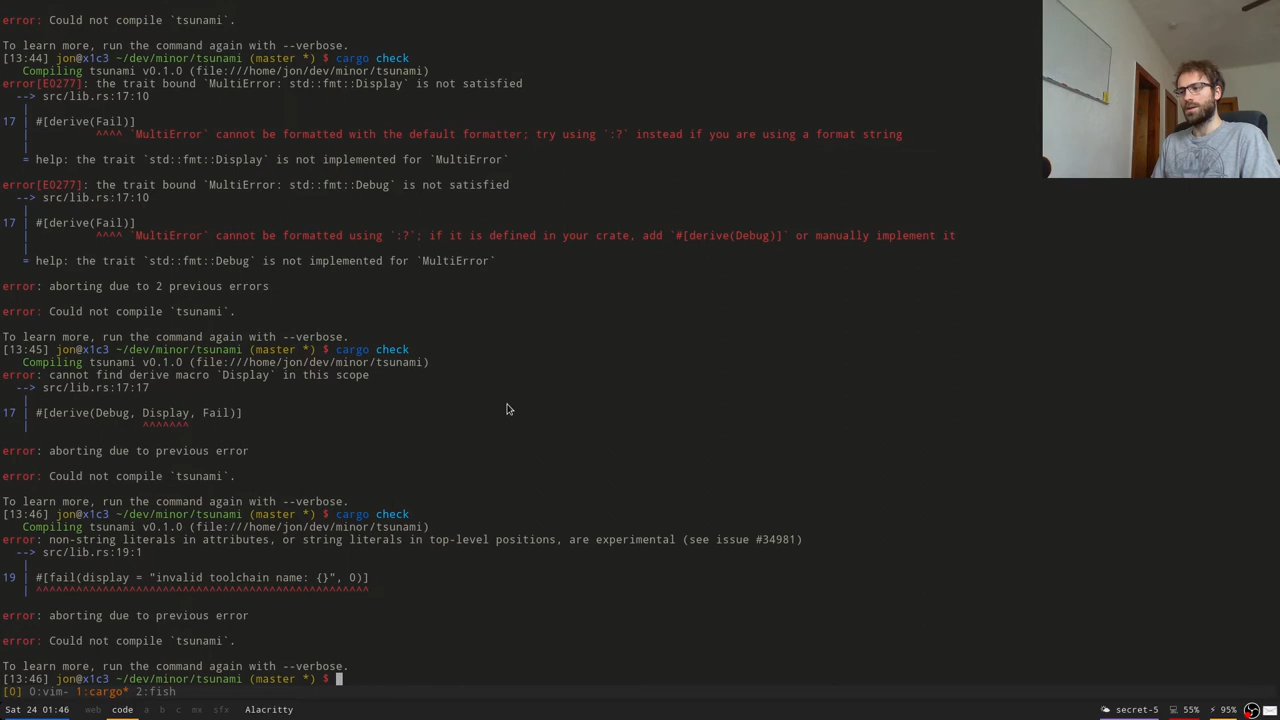 error: Could not compile `tsunami`.
To learn more, run the command again with --verbose.
[13:44] jon@x1c3 ~/dev/minor/tsunami (master *) $ cargo check
Compiling tsunami v0.1.0 (file:///home/jon/dev/minor/tsunami)
error[E0277]: the trait bound `MultiError: std::fmt::Display` is not satisfied
--> src/lib.rs:17:10
|
17 | #[derive(Fail)]
| ^^^^ `MultiError` cannot be formatted with the default formatter; try using `:?` instead if you are using a format string
|
= help: the trait `std::fmt::Display` is not implemented for `MultiError`
error[E0277]: the trait bound `MultiError: std::fmt::Debug` is not satisfied
--> src/lib.rs:17:10
|
17 | #[derive(Fail)]
| ^^^^ `MultiError` cannot be formatted using `:?`; if it is defined in your crate, add `#[derive(Debug)]` or manually implement it
|
= help: the trait `std::fmt::Debug` is not implemented for `MultiError`
error: aborting due to 2 previous errors
error: Could not compile `tsunami`.
To learn more, run the command again with --verbose.
[13:45] jon@x1c3 ~/dev/minor/tsunami (master *) $ cargo check
Compiling tsunami v0.1.0 (file:///home/jon/dev/minor/tsunami)
error: cannot find derive macro `Display` in this scope
--> src/lib.rs:17:17
|
17 | #[derive(Debug, Display, Fail)]
| ^^^^^^^
error: aborting due to previous error
error: Could not compile `tsunami`.
To learn more, run the command again with --verbose.
[13:46] jon@x1c3 ~/dev/minor/tsunami (master *) $ cargo check
Compiling tsunami v0.1.0 (file:///home/jon/dev/minor/tsunami)
error: non-string literals in attributes, or string literals in top-level positions, are experimental (see issue #34981)
--> src/lib.rs:19:1
|
19 | #[fail(display = "invalid toolchain name: {}", 0)]
| ^^^^^^^^^^^^^^^^^^^^^^^^^^^^^^^^^^^^^^^^^^^^^^^^^^
error: aborting due to previous error
error: Could not compile `tsunami`.
To learn more, run the command again with --verbose.
[13:46] jon@x1c3 ~/dev/minor/tsunami (master *) $
[0] 0:vim- 1:cargo* 2:fish
Sat 24 01:46 web code a b c mx sfx Alacritty secret-5 55% 95%